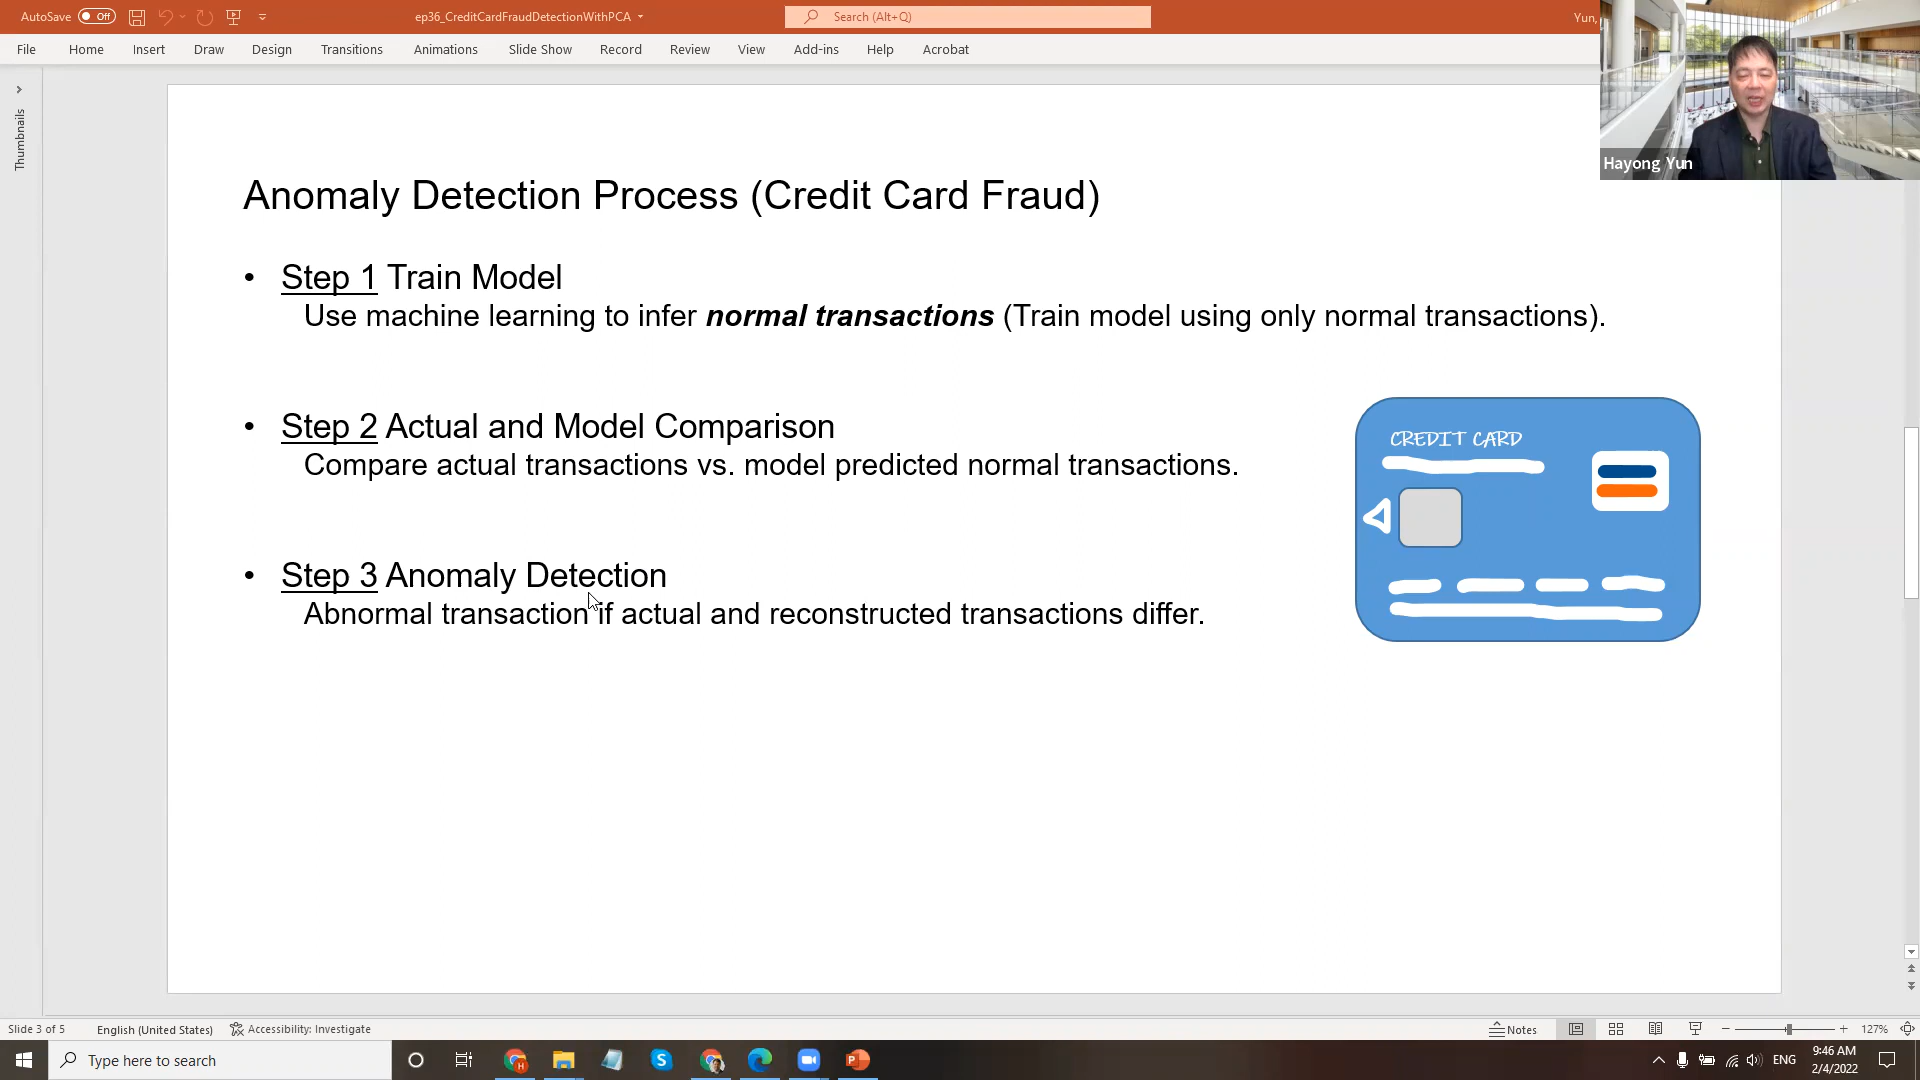 AutoSave Off ep36_CreditCardFraudDetectionWithPCA Search (Alt+Q) Yun,
File Home Insert Draw Design Transitions Animations Slide Show Record Review View Add-ins Help Acrobat
Thumbnails
Hayong Yun
Anomaly Detection Process (Credit Card Fraud)
• Step 1 Train Model
Use machine learning to infer normal transactions (Train model using only normal transactions).
• Step 2 Actual and Model Comparison
Compare actual transactions vs. model predicted normal transactions.
CREDIT CARD
• Step 3 Anomaly Detection
Abnormal transaction if actual and reconstructed transactions differ.
Slide 3 of 5 English (United States) Accessibility: Investigate Notes 127%
Type here to search ENG 9:46 AM
2/4/2022